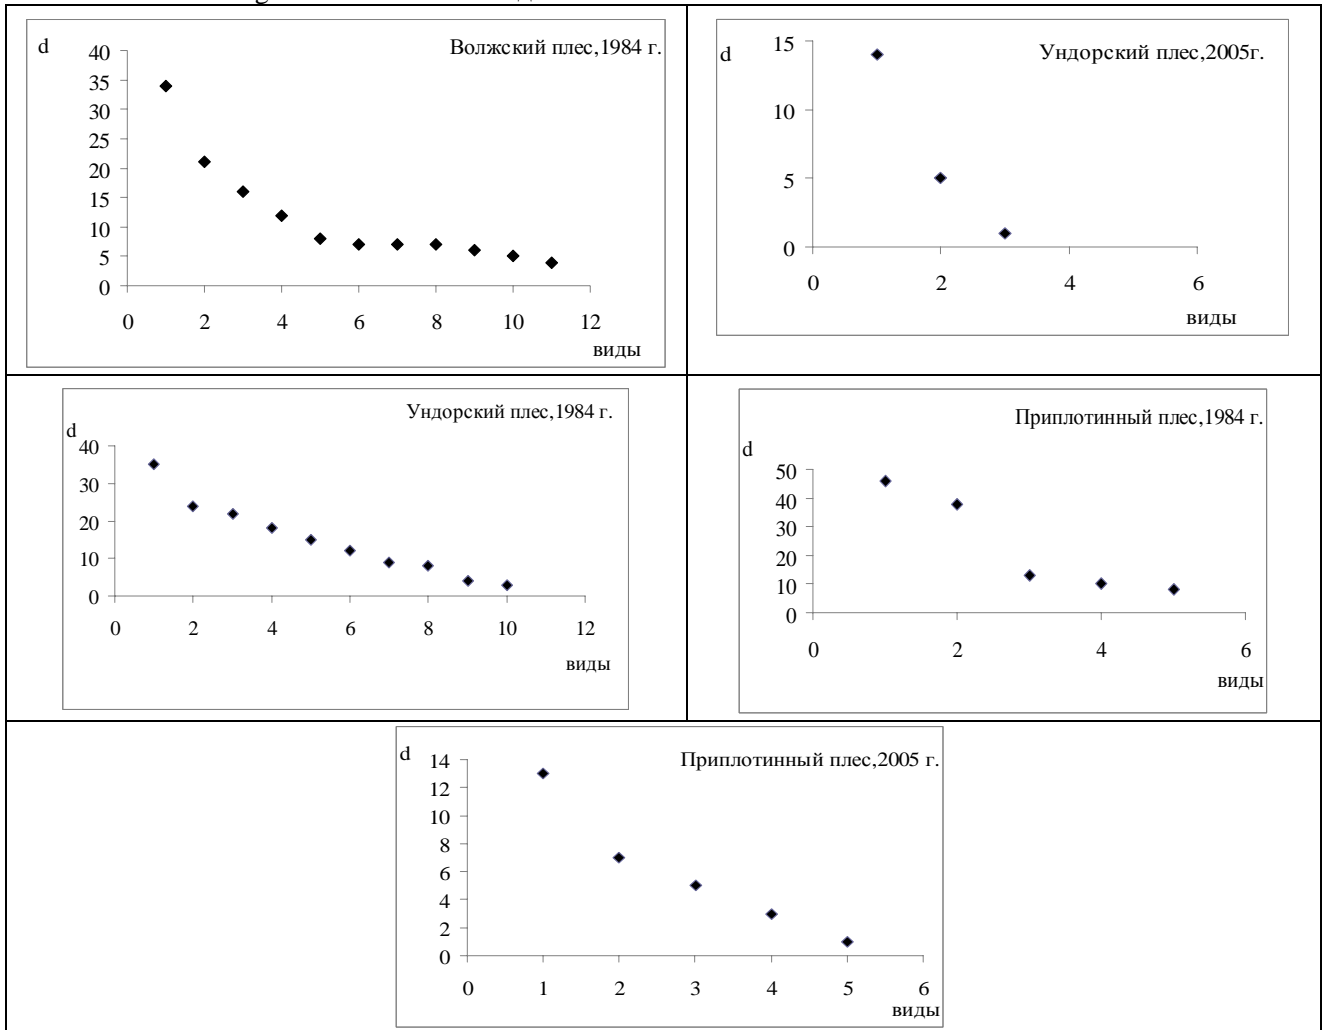 d
Волжский плес,1984 г.
40
35
30
25
20
15
10
5
0
0 2 4 6 8 10 12
виды
d
Ундорский плес,2005г.
15
10
5
0
0 2 4 6
виды
Ундорский плес,1984 г.
d
40
30
20
10
0
0 2 4 6 8 10 12
виды
Приплотинный плес,1984 г.
d
50
40
30
20
10
0
0 2 4 6
виды
d
Приплотинный плес,2005 г.
14
12
10
8
6
4
2
0
0 1 2 3 4 5 6
виды